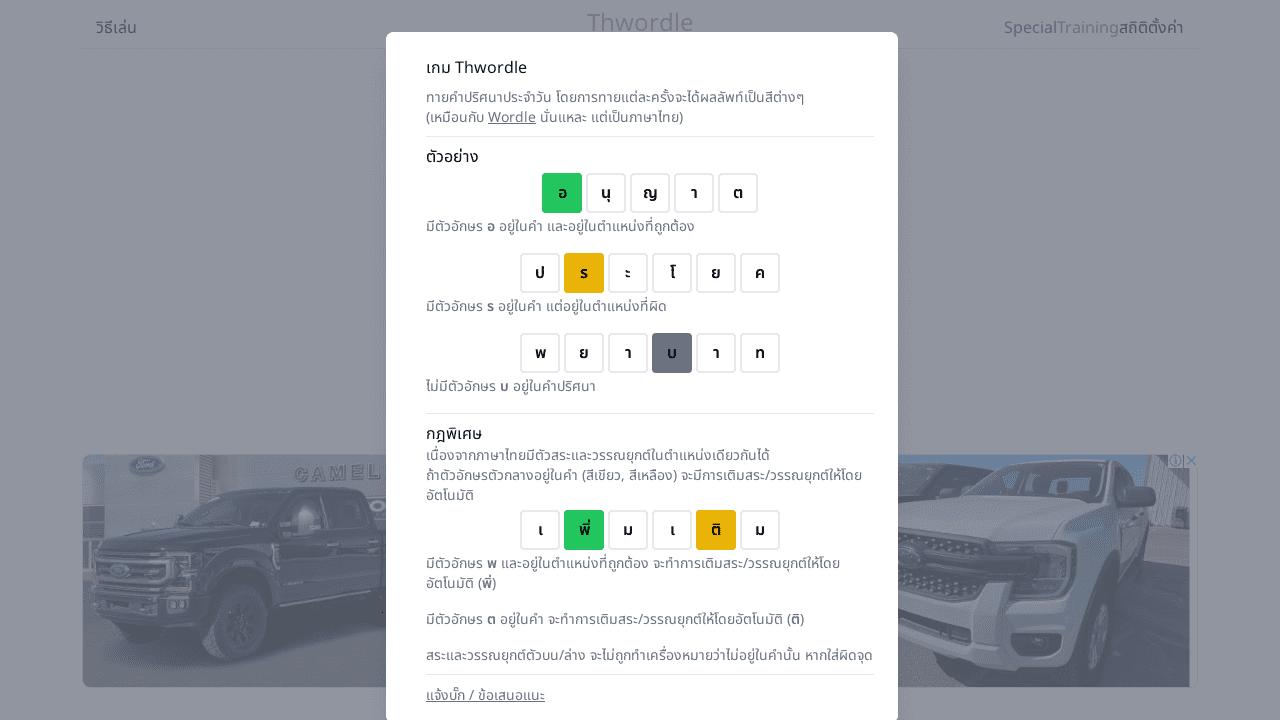 วิธีเล่น
Thwordle
Special Training สถิติ ตั้งค่า
เกม Thwordle
ทายคำปริศนาประจำวัน โดยการทายแต่ละครั้งจะได้ผลลัพท์เป็นสีต่างๆ
(เหมือนกับ Wordle นั่นแหละ แต่เป็นภาษาไทย)
ตัวอย่าง
อ นุ ญ า ต
มีตัวอักษร อ อยู่ในคำ และอยู่ในตำแหน่งที่ถูกต้อง
ป ร ะ โ ย ค
มีตัวอักษร ร อยู่ในคำ แต่อยู่ในตำแหน่งที่ผิด
พ ย า บ า ท
ไม่มีตัวอักษร บ อยู่ในคำปริศนา
กฎพิเศษ
เนื่องจากภาษาไทยมีตัวสระและวรรณยุกต์ในตำแหน่งเดียวกันได้
ถ้าตัวอักษรตัวกลางอยู่ในคำ (สีเขียว, สีเหลือง) จะมีการเติมสระ/วรรณยุกต์ให้โดย
อัตโนมัติ
เ พิ่ ม เ ติ ม
มีตัวอักษร พ และอยู่ในตำแหน่งที่ถูกต้อง จะทำการเติมสระ/วรรณยุกต์ให้โดย
อัตโนมัติ (พิ่)
มีตัวอักษร ต อยู่ในคำ จะทำการเติมสระ/วรรณยุกต์ให้โดยอัตโนมัติ (ติ)
สระและวรรณยุกต์ตัวบน/ล่าง จะไม่ถูกทำเครื่องหมายว่าไม่อยู่ในคำนั้น หากใส่ผิดจุด
แจ้งบั๊ก / ข้อเสนอแนะ
CAMEL
Ford